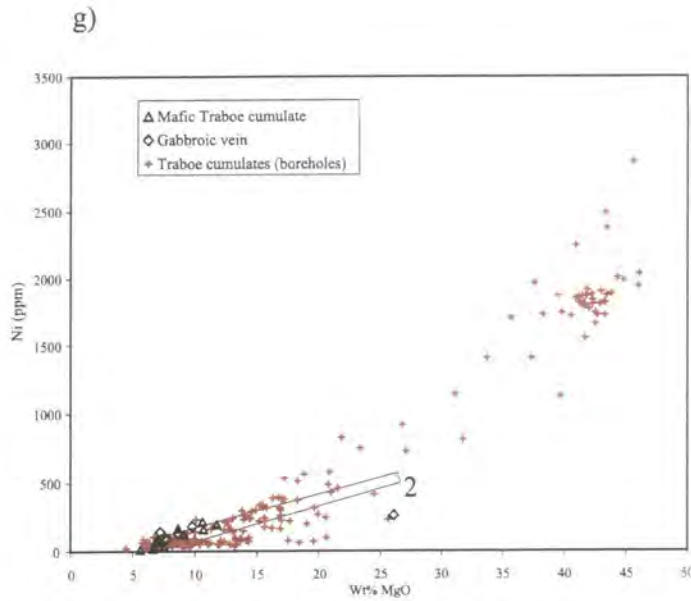 g)
3500
3000
2500
2000
1500
1000
500
0
Ni (ppm)
Mafic Traboe cumulate
Gabbroic vein
Traboe cumulates (boreholes)
2
0 5 10 15 20 25 30 35 40 45 50
Wt% MgO